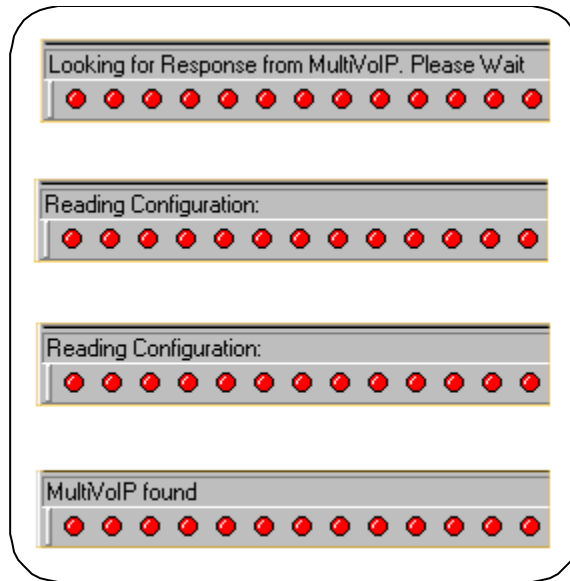 Looking for Response from MultiVoIP. Please Wait
Reading Configuration:
Reading Configuration:
MultiVoIP found